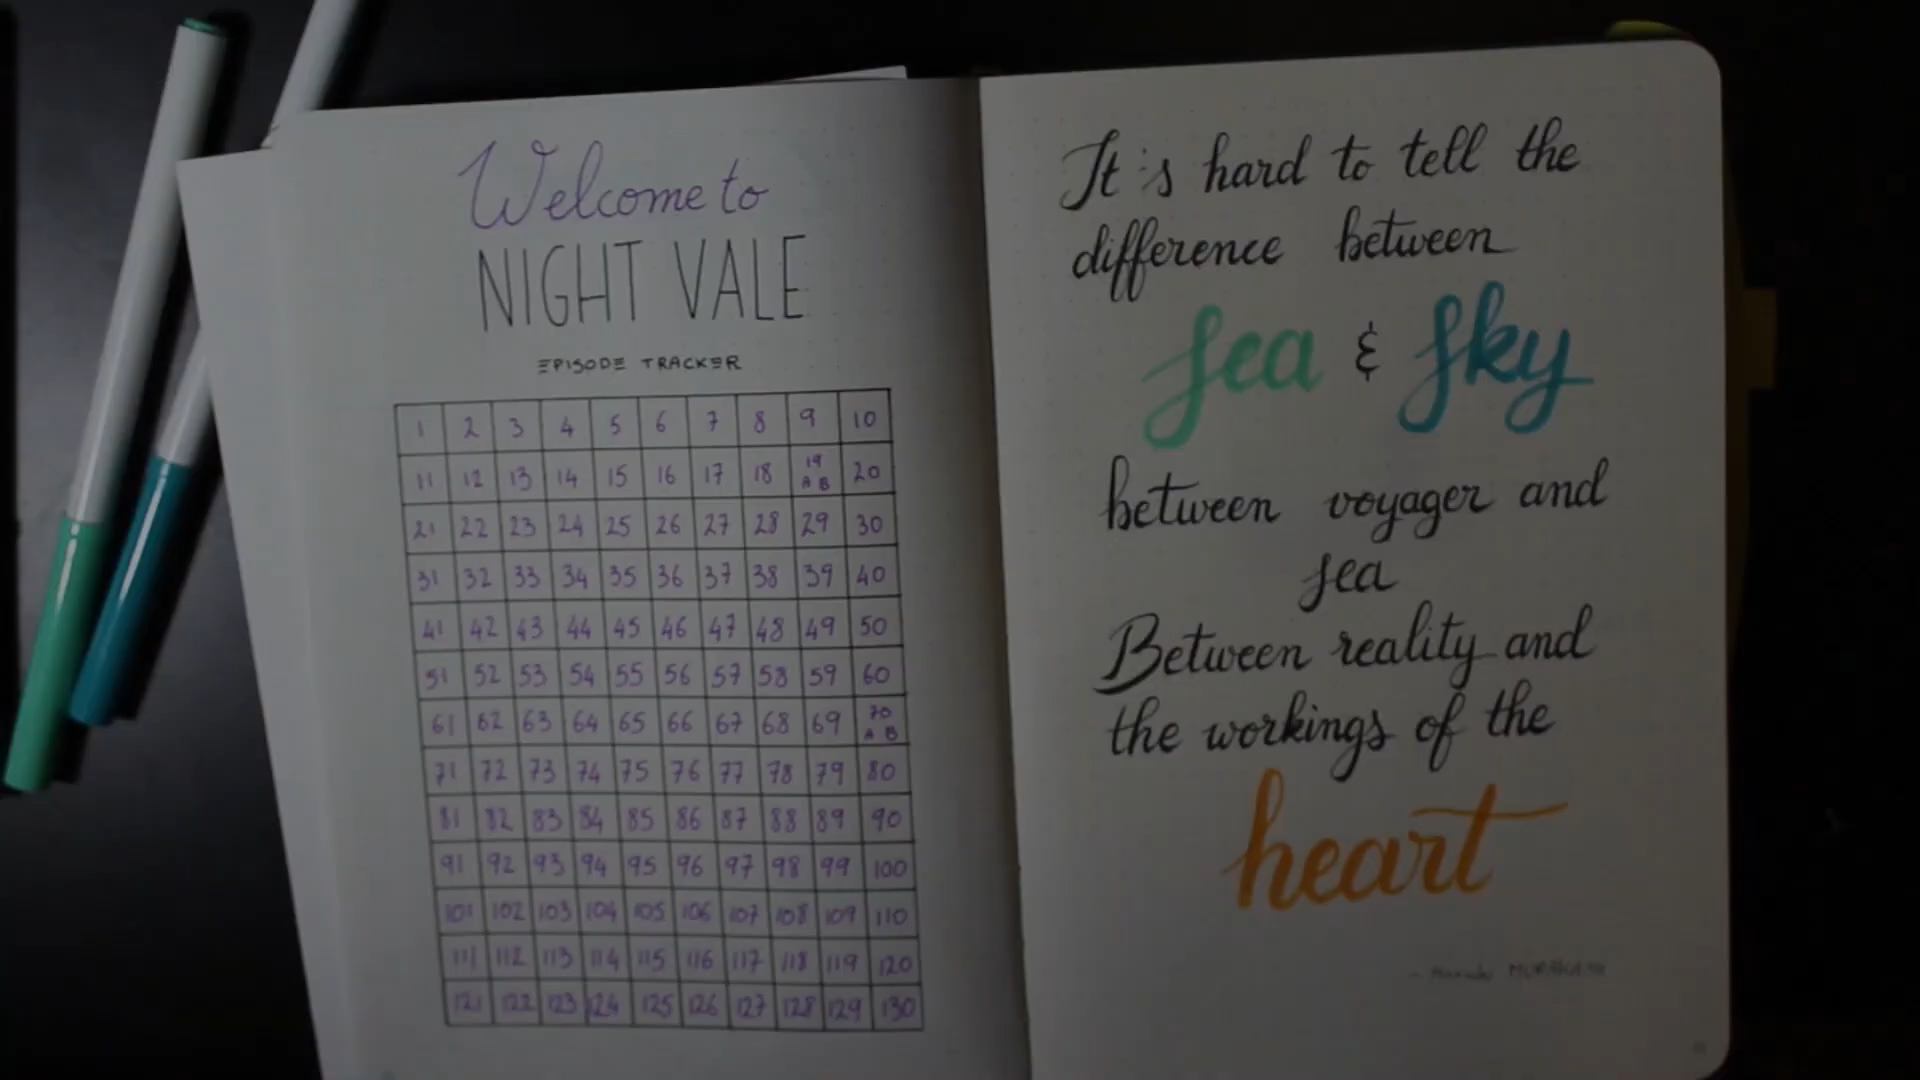 Welcome to
NIGHT VALE
EPISODE TRACKER
1 2 3 4 5 6 7 8 9 10
11 12 13 14 15 16 17 18 19 A B 20
21 22 23 24 25 26 27 28 29 30
31 32 33 34 35 36 37 38 39 40
41 42 43 44 45 46 47 48 49 50
51 52 53 54 55 56 57 58 59 60
61 62 63 64 65 66 67 68 69 70 A B
71 72 73 74 75 76 77 78 79 80
81 82 83 84 85 86 87 88 89 90
91 92 93 94 95 96 97 98 99 100
101 102 103 104 105 106 107 108 109 110
111 112 113 114 115 116 117 118 119 120
121 122 123 124 125 126 127 128 129 130
It's hard to tell the
difference between
sea & sky
between voyager and
sea
Between reality and
the workings of the
heart